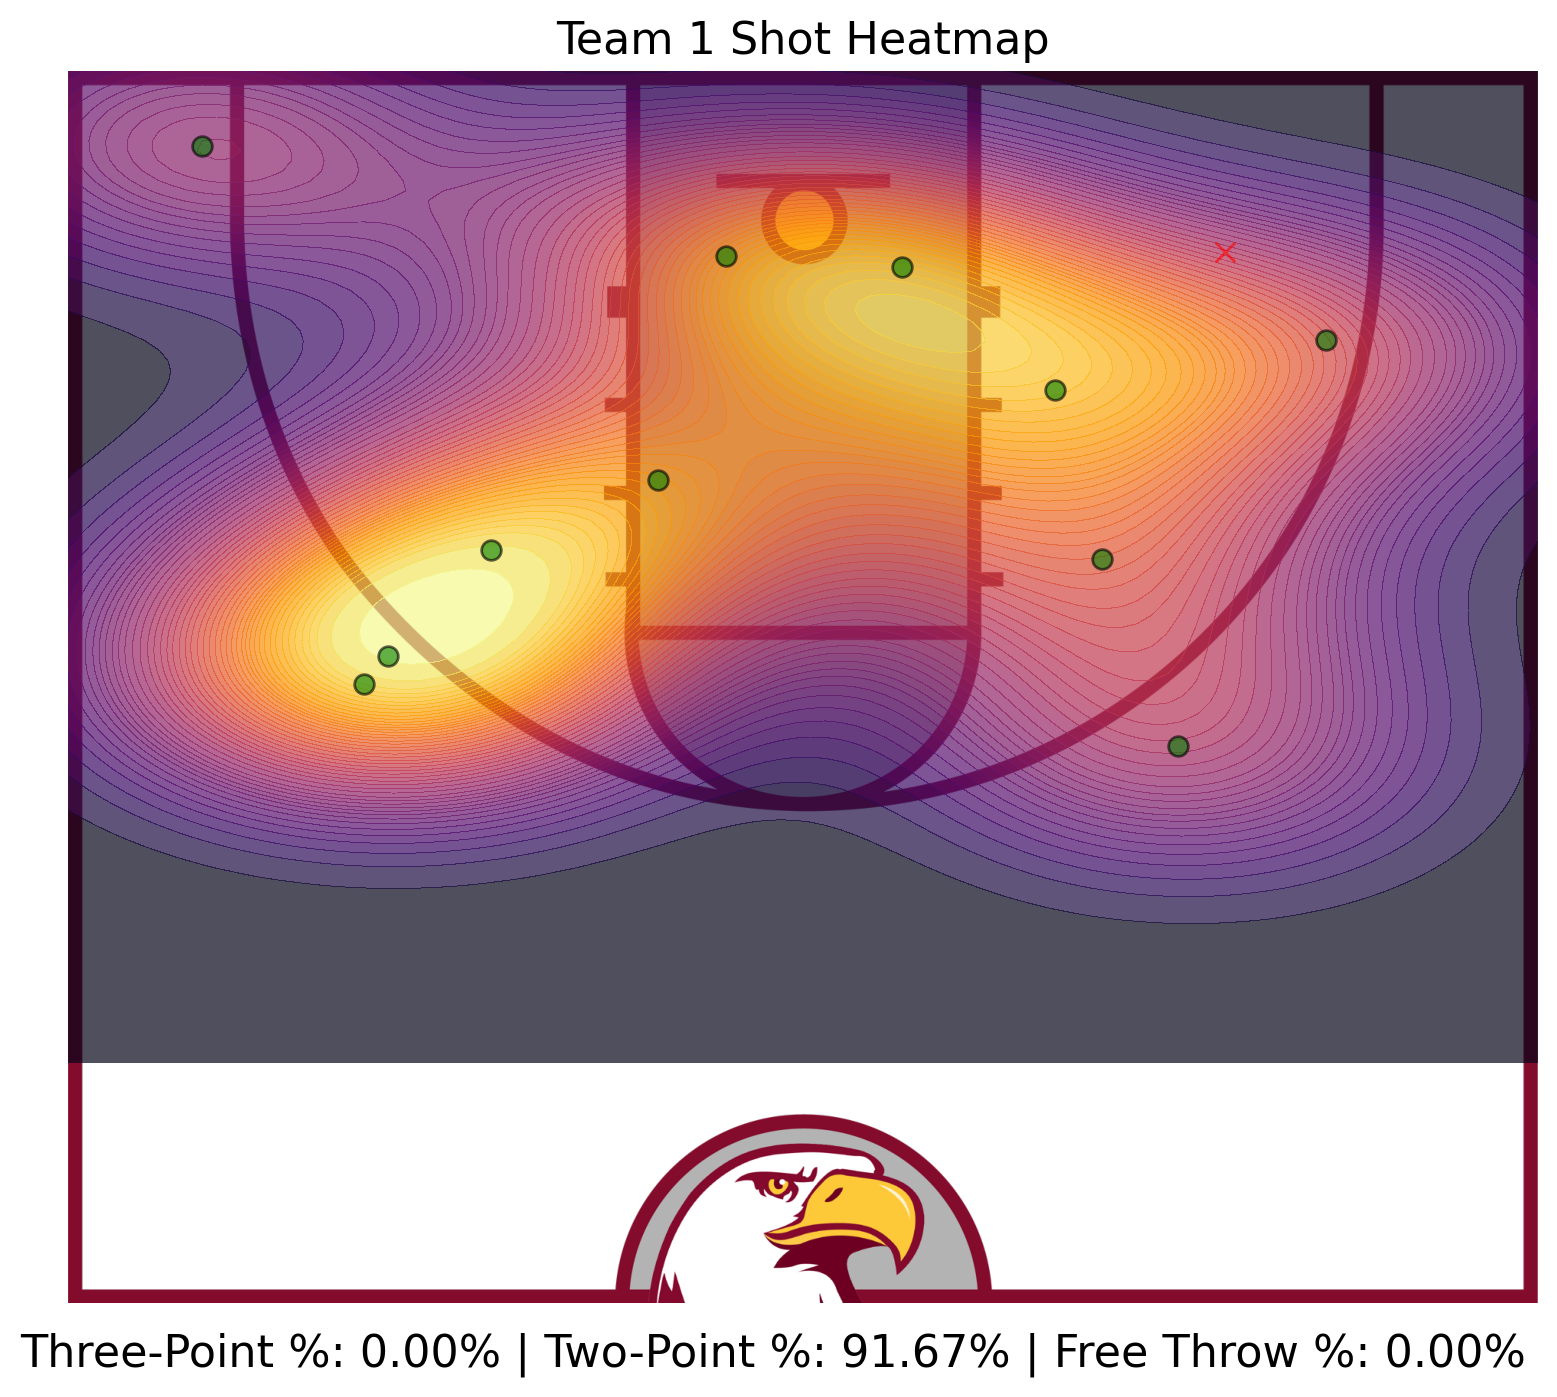 Team 1 Shot Heatmap
Three-Point %: 0.00% | Two-Point %: 91.67% | Free Throw %: 0.00%